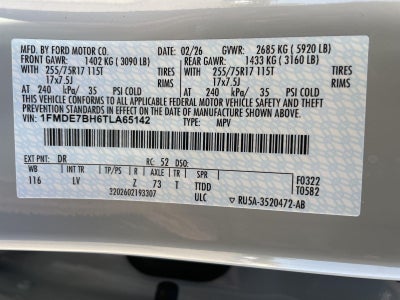 MFD. BY FORD MOTOR CO. 02/26 GVWR: 2685 KG ( 5920 LB)
FRONT GAWR: 1402 KG ( 3090 LB) REAR GAWR: 1433 KG ( 3160 LB)
WITH WITH
255/75R17 115T TIRES 255/75R17 115T TIRES
17x7.5J RIMS 17x7.5J RIMS
AT 240 kPa/ 35 PSI COLD AT 240 kPa/ 35 PSI COLD
THIS VEHICLE CONFORMS TO ALL APPLICABLE FEDERAL MOTOR VEHICLE SAFETY AND THEFT PREVENTION STANDARDS IN EFFECT ON THE DATE OF MANUFACTURE SHOWN ABOVE.
VIN: 1FMDE7BH6TLA65142 TYPE: MPV
F0322
T0582
EXT PNT: DR RC: 52 DSO:
WB BRK INT TR TP/PS R AXLE TR SPR
116 LV Z 73 T TTDD
3202602193307 ULC RU5A-3520472-AB